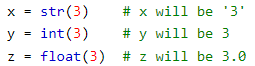 x = str(3)    # x will be '3'
y = int(3)    # y will be 3
z = float(3)  # z will be 3.0